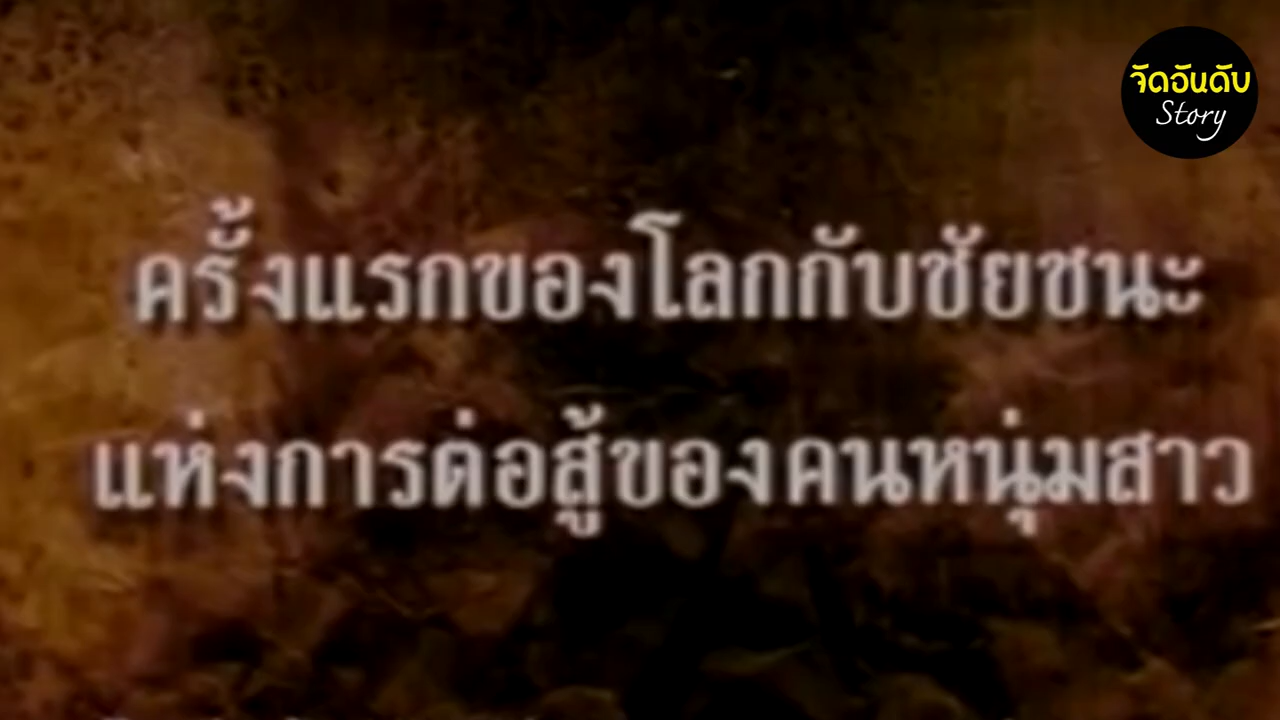 จัดอันดับ
Story
ครั้งแรกของโลกกับชัยชนะ
แห่งการต่อสู้ของคนหนุ่มสาว